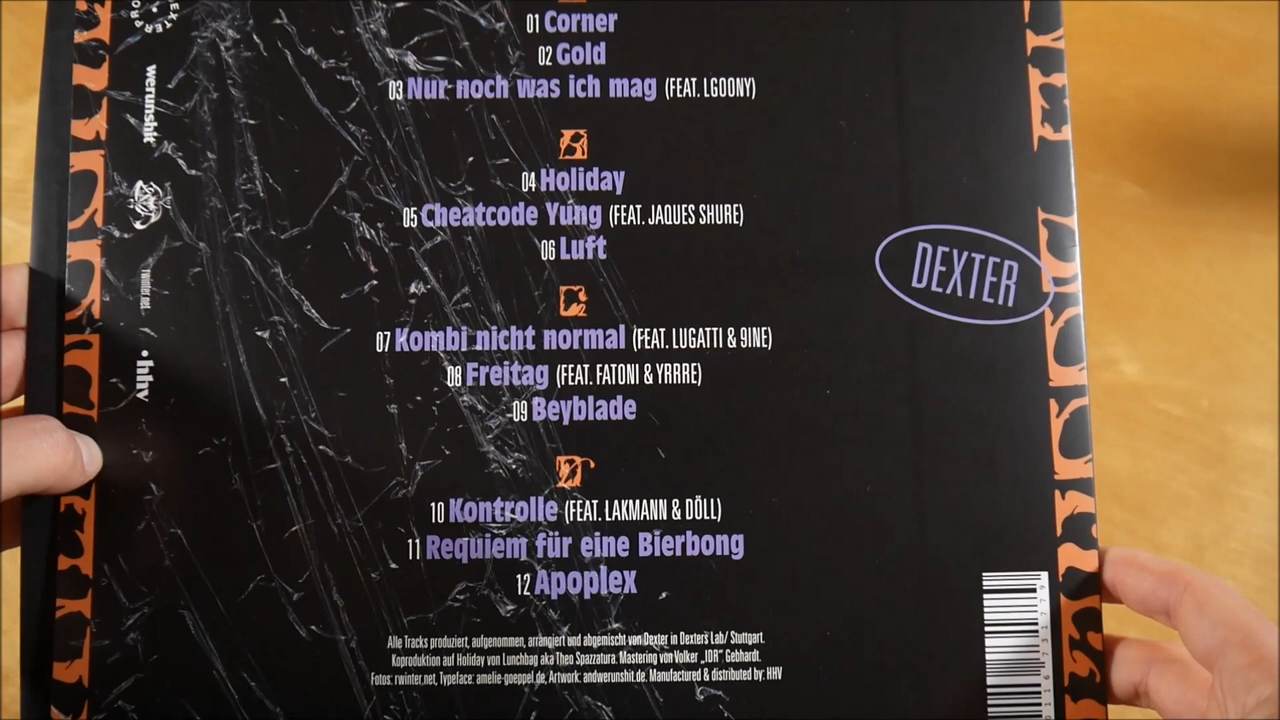 01 Corner
02 Gold
03 Nur noch was ich mag (FEAT. LGOONY)
B
04 Holiday
05 Cheatcode Yung (FEAT. JAQUES SHURE)
06 Luft
C
07 Kombi nicht normal (FEAT. LUGATTI & 9INE)
08 Freitag (FEAT. FATONI & YRRRE)
09 Beyblade
D
10 Kontrolle (FEAT. LAKMANN & DÖLL)
11 Requiem für eine Bierbong
12 Apoplex
Alle Tracks produziert, aufgenommen, arrangiert und abgemischt von Dexter in Dexters Lab/ Stuttgart.
Koproduktion auf Holiday von Lunchbag aka Theo Spazzatura. Mastering von Volker „IDR" Gebhardt.
Fotos: rwinter.net, Typeface: amelie-goeppel.de, Artwork: andwerunshit.de. Manufactured & distributed by: HHV
DEXTER
DEXTER
werunshit
rwinter.net
hhv